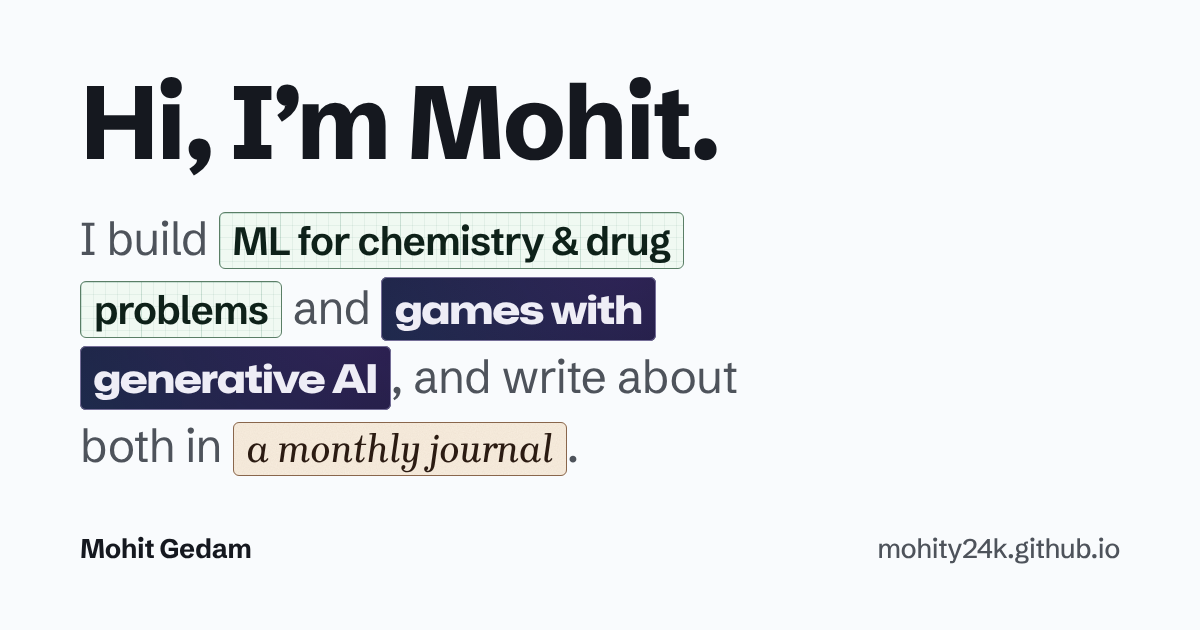 Hi, I’m Mohit.
I build ML for chemistry & drug
problems and games with
generative AI, and write about
both in a monthly journal.
Mohit Gedam
mohity24k.github.io